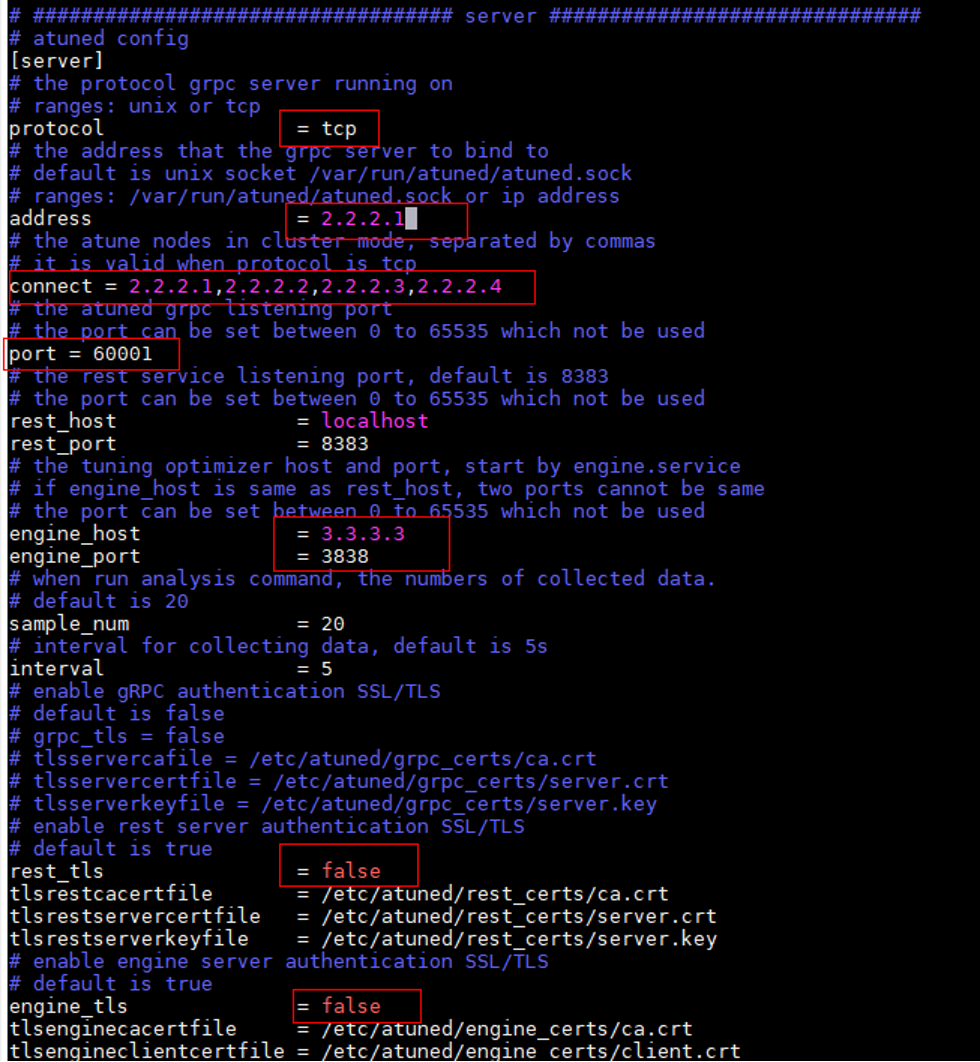 # ################################### server ###############################
# atuned config
[server]
# the protocol grpc server running on
# ranges: unix or tcp
protocol = tcp
# the address that the grpc server to bind to
# default is unix socket /var/run/atuned/atuned.sock
# ranges: /var/run/atuned/atuned.sock or ip address
address = 2.2.2.1
# the atune nodes in cluster mode, separated by commas
# it is valid when protocol is tcp
connect = 2.2.2.1,2.2.2.2,2.2.2.3,2.2.2.4
# the atuned grpc listening port
# the port can be set between 0 to 65535 which not be used
port = 60001
# the rest service listening port, default is 8383
# the port can be set between 0 to 65535 which not be used
rest_host = localhost
rest_port = 8383
# the tuning optimizer host and port, start by engine.service
# if engine_host is same as rest_host, two ports cannot be same
# the port can be set between 0 to 65535 which not be used
engine_host = 3.3.3.3
engine_port = 3838
# when run analysis command, the numbers of collected data.
# default is 20
sample_num = 20
# interval for collecting data, default is 5s
interval = 5
# enable gRPC authentication SSL/TLS
# default is false
# grpc_tls = false
# tlsservercafile = /etc/atuned/grpc_certs/ca.crt
# tlsservercertfile = /etc/atuned/grpc_certs/server.crt
# tlsserverkeyfile = /etc/atuned/grpc_certs/server.key
# enable rest server authentication SSL/TLS
# default is true
rest_tls = false
tlsrestcacertfile = /etc/atuned/rest_certs/ca.crt
tlsrestservercertfile = /etc/atuned/rest_certs/server.crt
tlsrestserverkeyfile = /etc/atuned/rest_certs/server.key
# enable engine server authentication SSL/TLS
# default is true
engine_tls = false
tlsenginecacertfile = /etc/atuned/engine_certs/ca.crt
tlsengineclientcertfile = /etc/atuned/engine_certs/client.crt